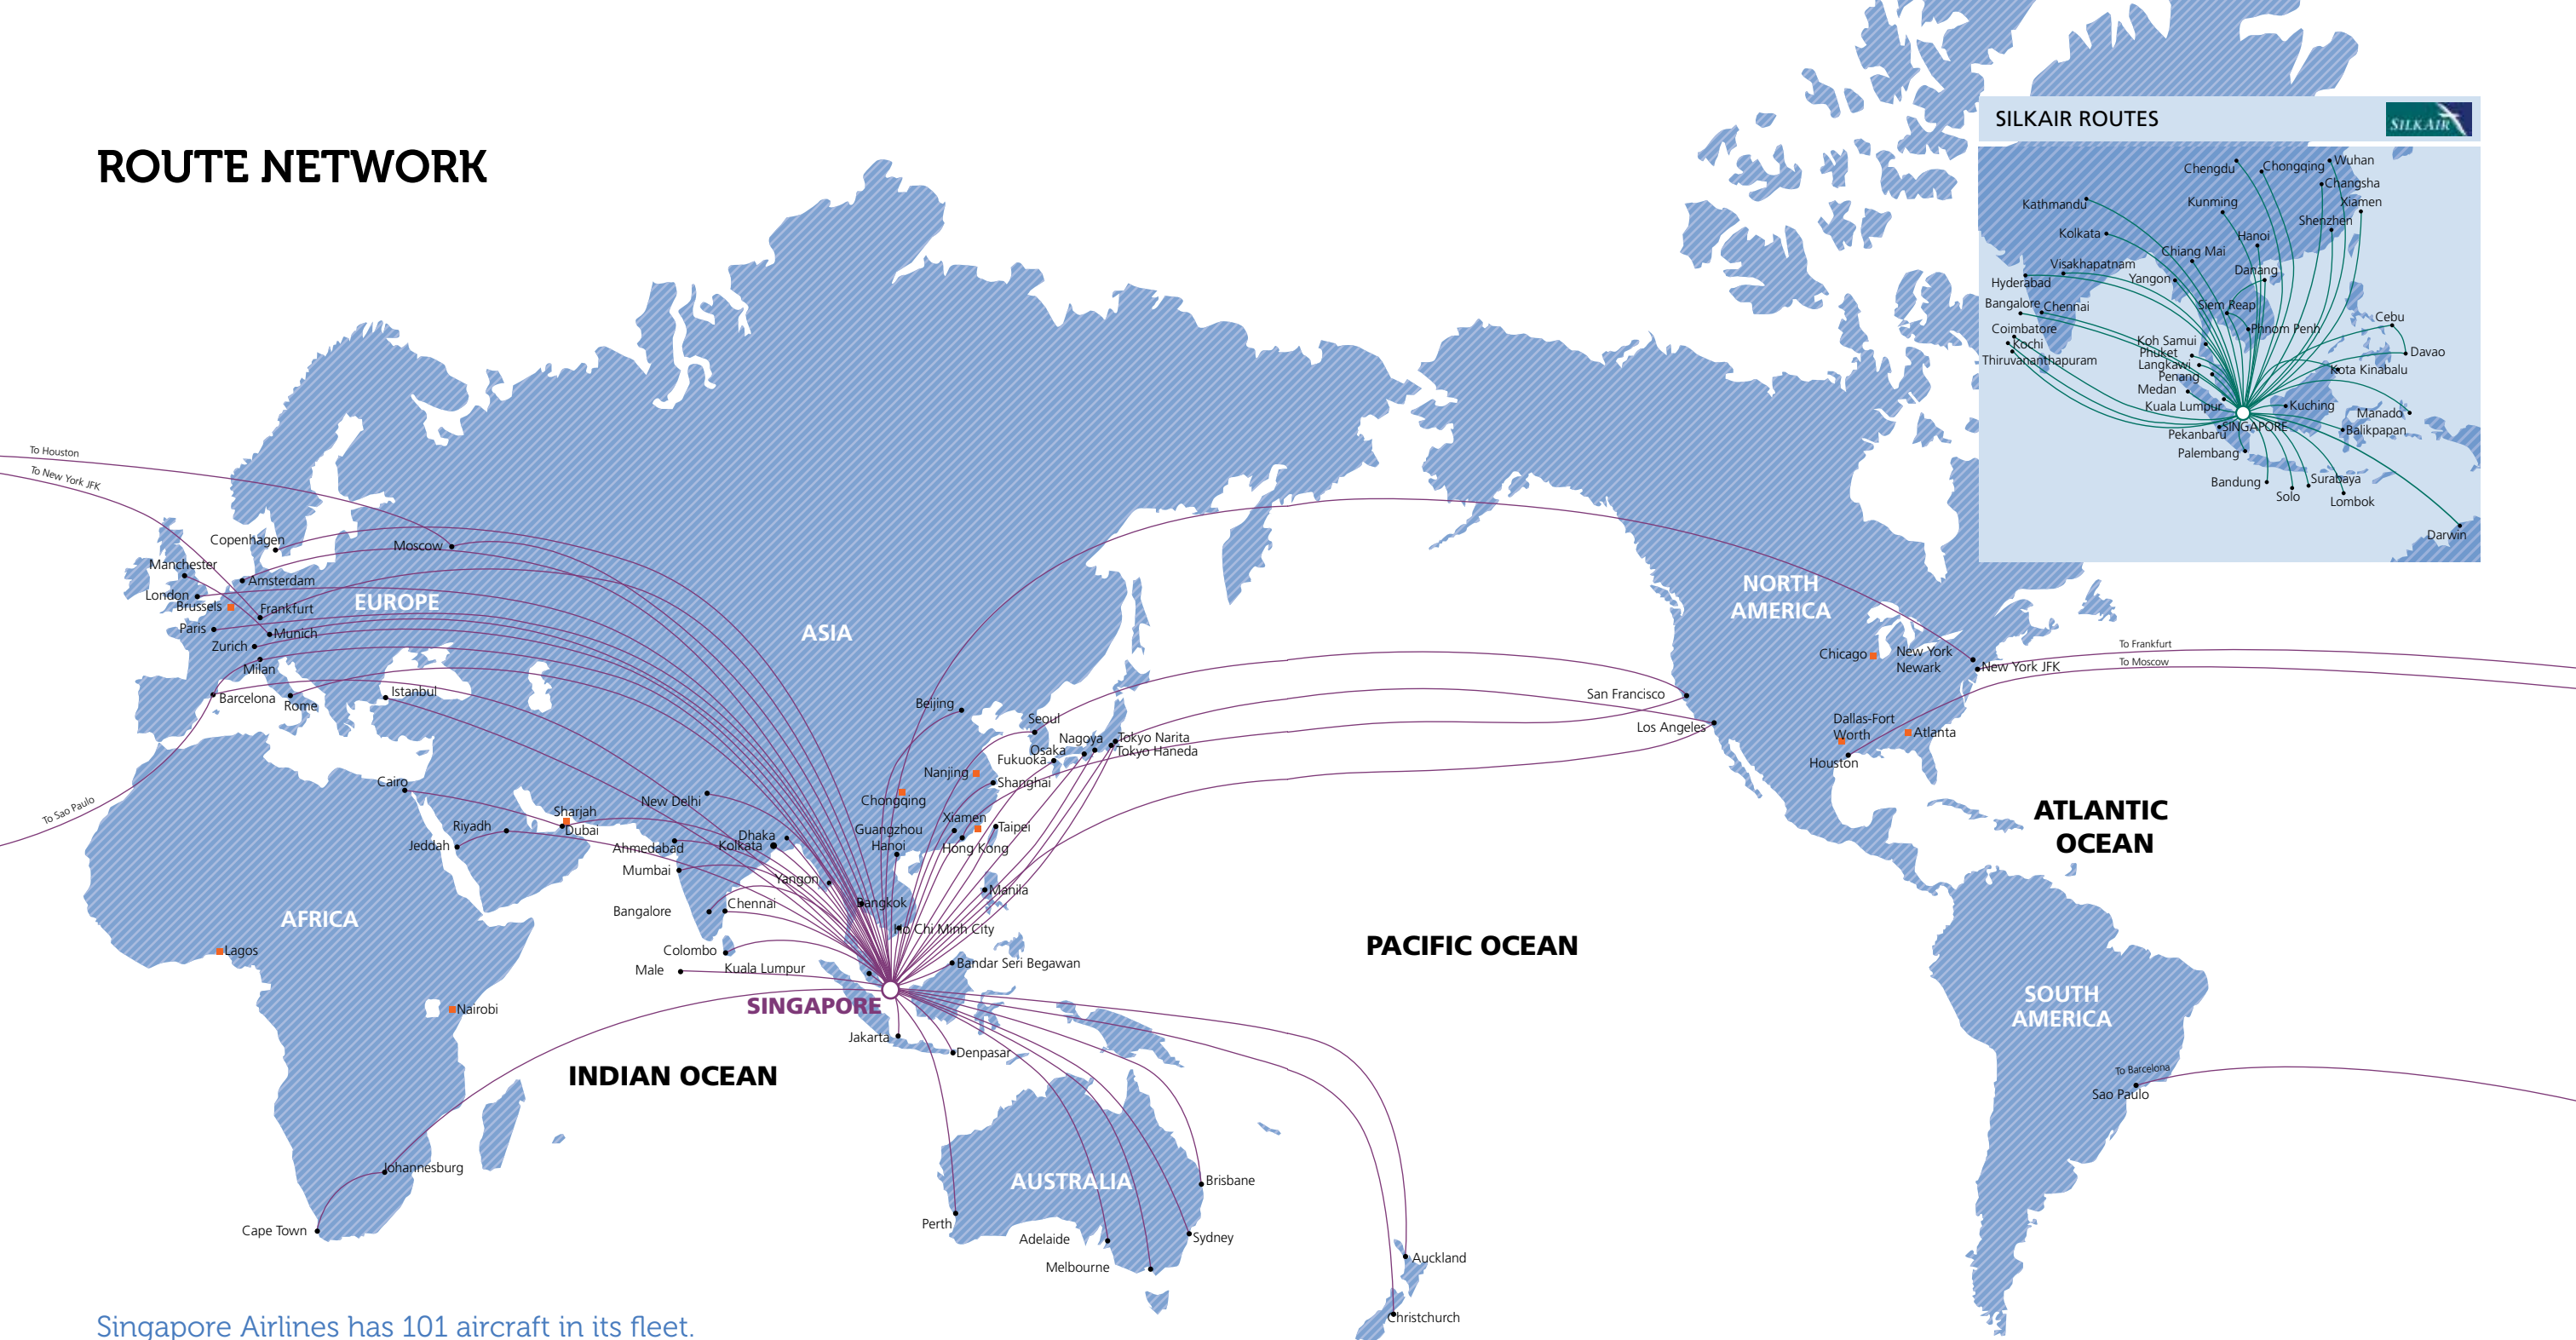 ROUTE NETWORK
SILKAIR ROUTES
SILKAIR
Chengdu
Chongqing
Wuhan
Changsha
Kathmandu
Kunming
Xiamen
Shenzhen
Kolkata
Hanoi
Chiang Mai
Visakhapatnam
Danang
Yangon
Hyderabad
Bangalore
Chennai
Siem Reap
Cebu
Coimbatore
Phnom Penh
Kochi
Koh Samui
Phuket
Davao
Thiruvananthapuram
Langkawi
Kota Kinabalu
Penang
Medan
Kuala Lumpur
Kuching
Manado
SINGAPORE
Balikpapan
Pekanbaru
Palembang
Bandung
Surabaya
Solo
Lombok
Darwin
To Houston
To New York JFK
Copenhagen
Moscow
Manchester
Amsterdam
London
Brussels
Frankfurt
EUROPE
Paris
Munich
Zurich
Milan
Barcelona
Rome
Istanbul
ASIA
NORTH
AMERICA
Chicago
New York
Newark
New York JFK
To Frankfurt
To Moscow
San Francisco
Los Angeles
Dallas-Fort
Worth
Atlanta
Houston
Beijing
Seoul
Nagoya
Tokyo Narita
Osaka
Tokyo Haneda
Fukuoka
Nanjing
Shanghai
Chongqing
Cairo
New Delhi
To Sao Paulo
Sharjah
Riyadh
Dubai
Jeddah
Ahmedabad
Dhaka
Kolkata
Guangzhou
Xiamen
Taipei
Hanoi
Hong Kong
Mumbai
Yangon
Manila
Bangalore
Chennai
Bangkok
Ho Chi Minh City
AFRICA
Lagos
Colombo
Male
Kuala Lumpur
Bandar Seri Begawan
Nairobi
SINGAPORE
PACIFIC OCEAN
ATLANTIC
OCEAN
SOUTH
AMERICA
Jakarta
Denpasar
INDIAN OCEAN
To Barcelona
Sao Paulo
Johannesburg
Cape Town
AUSTRALIA
Brisbane
Perth
Adelaide
Sydney
Melbourne
Auckland
Christchurch
Singapore Airlines has 101 aircraft in its fleet.